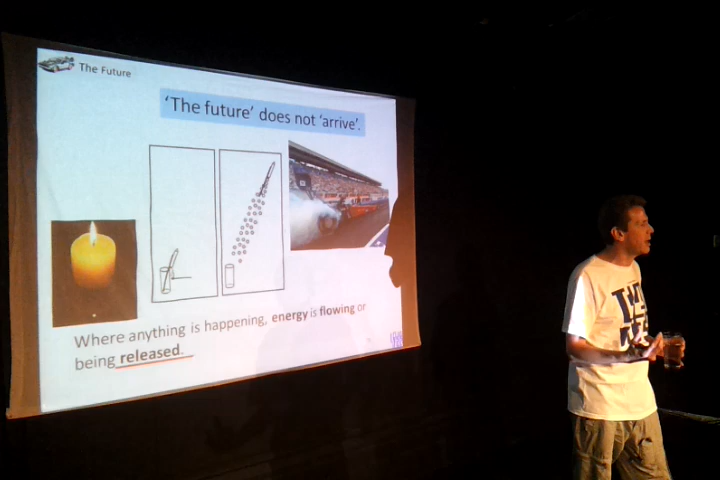 The Future
'The future' does not 'arrive'.
Where anything is happening, energy is flowing or
being released.